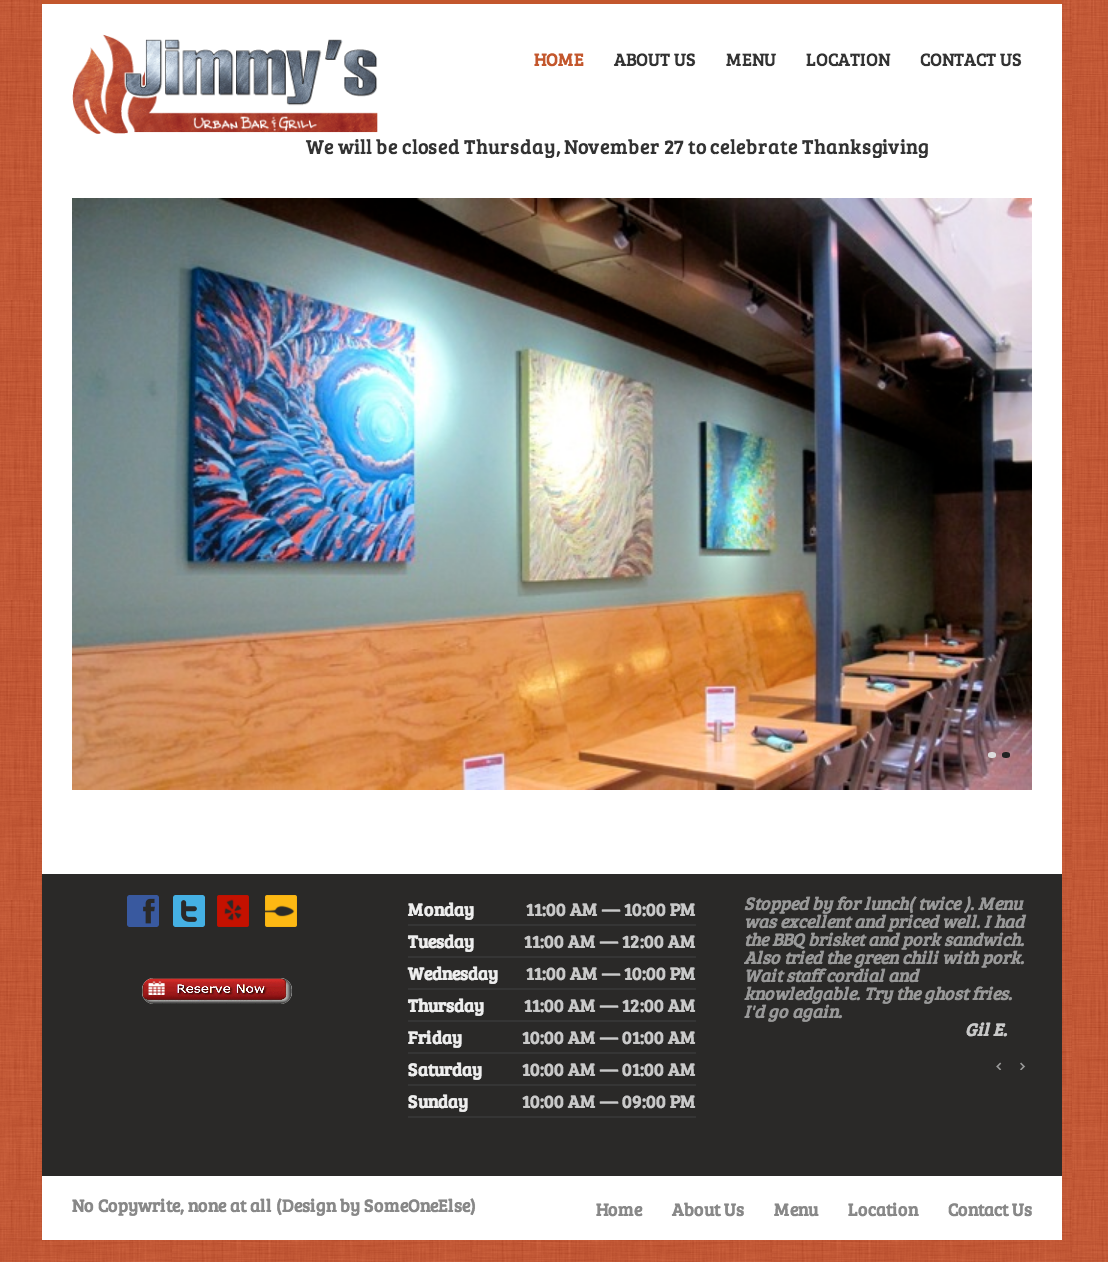 Jimmy's
Urban Bar & Grill
HOME
ABOUT US
MENU
LOCATION
CONTACT US
We will be closed Thursday, November 27 to celebrate Thanksgiving
Reserve Now
Monday 11:00 AM — 10:00 PM
Tuesday 11:00 AM — 12:00 AM
Wednesday 11:00 AM — 10:00 PM
Thursday 11:00 AM — 12:00 AM
Friday 10:00 AM — 01:00 AM
Saturday 10:00 AM — 01:00 AM
Sunday 10:00 AM — 09:00 PM
Stopped by for lunch( twice ). Menu
was excellent and priced well. I had
the BBQ brisket and pork sandwich.
Also tried the green chili with pork.
Wait staff cordial and
knowledgable. Try the ghost fries.
I'd go again.
Gil E.
No Copywrite, none at all (Design by SomeOneElse)
Home
About Us
Menu
Location
Contact Us